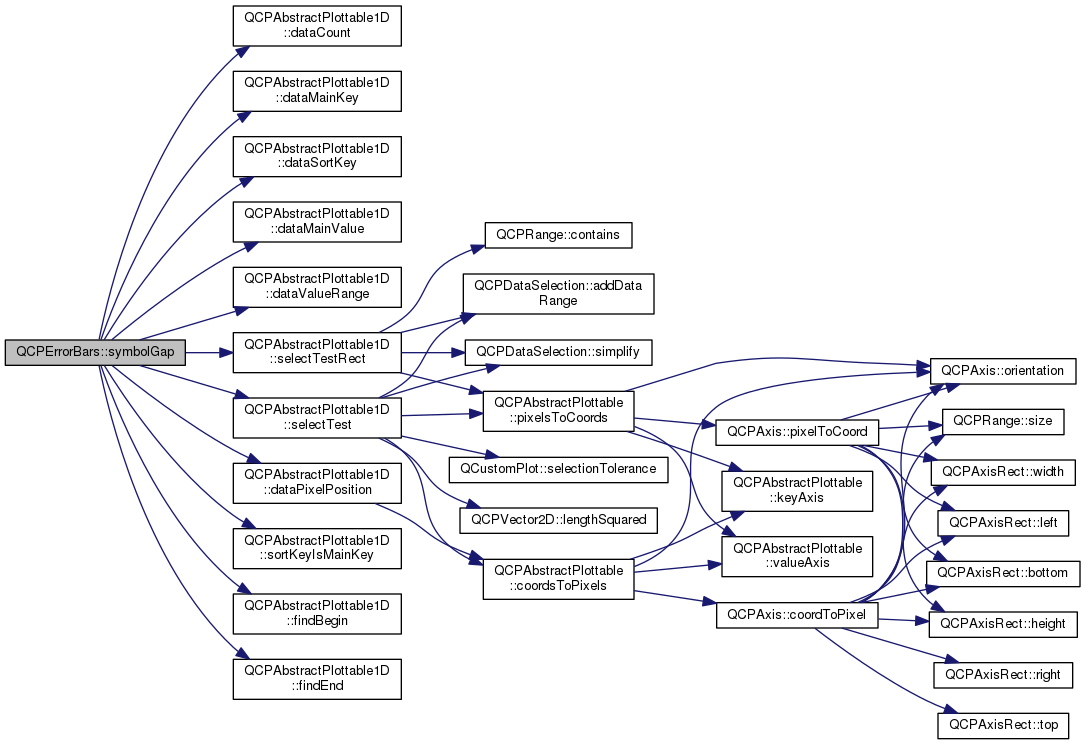 QCPErrorBars::symbolGap
QCPAbstractPlottable1D
::dataCount
QCPAbstractPlottable1D
::dataMainKey
QCPAbstractPlottable1D
::dataSortKey
QCPAbstractPlottable1D
::dataMainValue
QCPAbstractPlottable1D
::dataValueRange
QCPAbstractPlottable1D
::selectTestRect
QCPAbstractPlottable1D
::selectTest
QCPAbstractPlottable1D
::dataPixelPosition
QCPAbstractPlottable1D
::sortKeyIsMainKey
QCPAbstractPlottable1D
::findBegin
QCPAbstractPlottable1D
::findEnd
QCPRange::contains
QCPDataSelection::addData
Range
QCPDataSelection::simplify
QCPAbstractPlottable
::pixelsToCoords
QCustomPlot::selectionTolerance
QCPVector2D::lengthSquared
QCPAbstractPlottable
::coordsToPixels
QCPAxis::pixelToCoord
QCPAbstractPlottable
::keyAxis
QCPAbstractPlottable
::valueAxis
QCPAxis::coordToPixel
QCPAxis::orientation
QCPRange::size
QCPAxisRect::width
QCPAxisRect::left
QCPAxisRect::bottom
QCPAxisRect::height
QCPAxisRect::right
QCPAxisRect::top